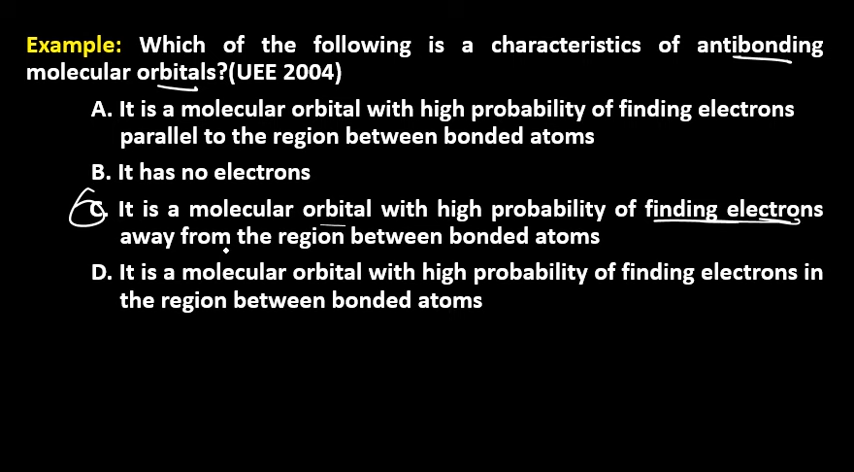 Example: Which of the following is a characteristics of antibonding
molecular orbitals?(UEE 2004)
A. It is a molecular orbital with high probability of finding electrons
parallel to the region between bonded atoms
B. It has no electrons
C. It is a molecular orbital with high probability of finding electrons
away from the region between bonded atoms
D. It is a molecular orbital with high probability of finding electrons in
the region between bonded atoms